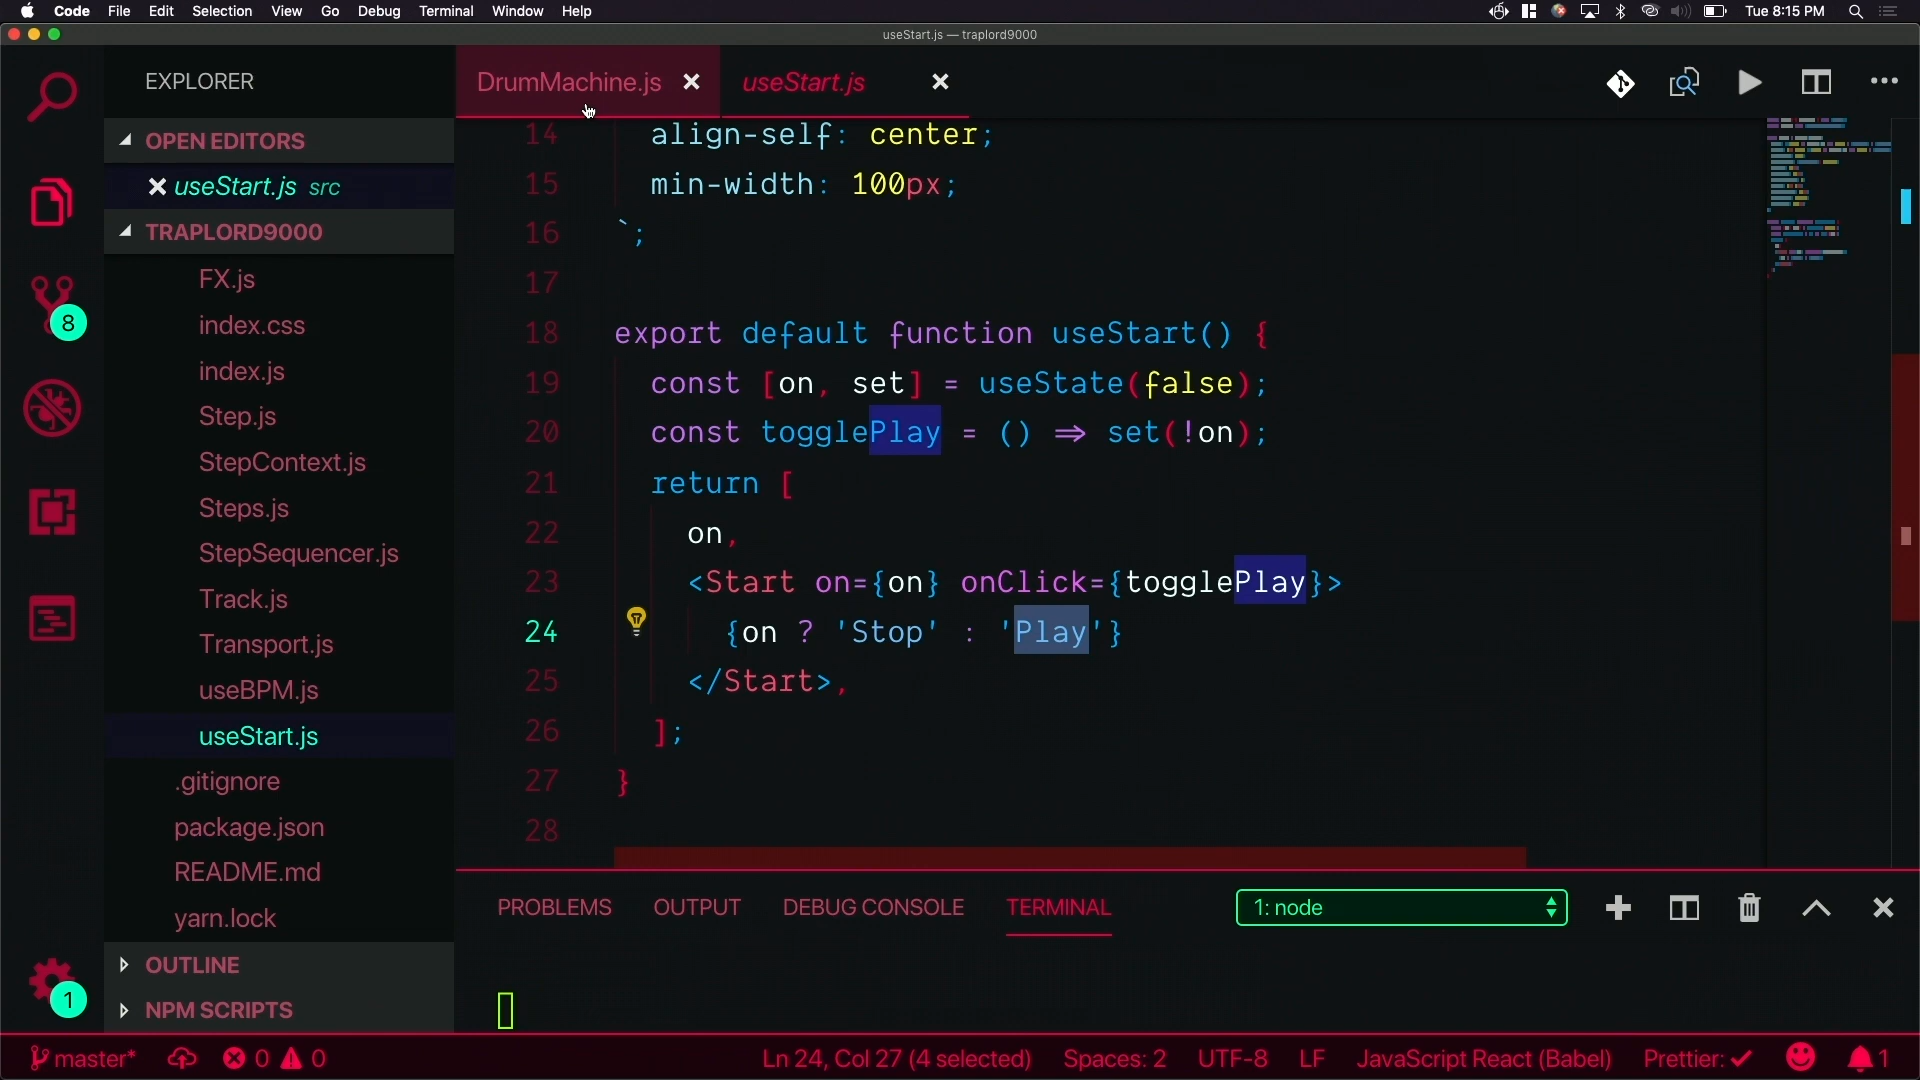 Code File Edit Selection View Go Debug Terminal Window Help Tue 8:15 PM
useStart.js — traplord9000
EXPLORER
OPEN EDITORS
useStart.js src
TRAPLORD9000
FX.js
index.css
index.js
Step.js
StepContext.js
Steps.js
StepSequencer.js
Track.js
Transport.js
useBPM.js
useStart.js
.gitignore
package.json
README.md
yarn.lock
OUTLINE
NPM SCRIPTS
8
1
DrumMachine.js useStart.js
14 align-self: center;
15 min-width: 100px;
16 `;
17
18 export default function useStart() {
19 const [on, set] = useState(false);
20 const togglePlay = () => set(!on);
21 return [
22 on,
23 <Start on={on} onClick={togglePlay}>
24 {on ? 'Stop' : 'Play'}
25 </Start>,
26 ];
27 }
28
PROBLEMS OUTPUT DEBUG CONSOLE TERMINAL 1: node
master* 0 0 Ln 24, Col 27 (4 selected) Spaces: 2 UTF-8 LF JavaScript React (Babel) Prettier: ✓ 1